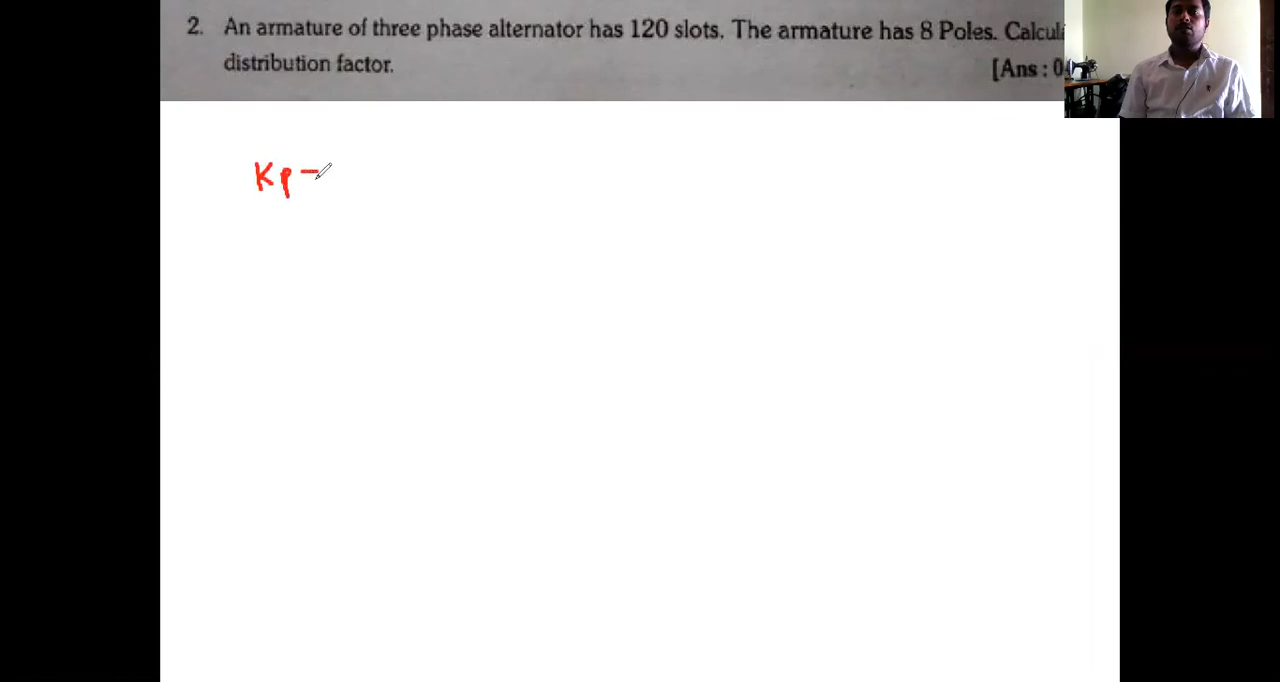 2. An armature of three phase alternator has 120 slots. The armature has 8 Poles.
distribution factor.
[Ans : 0
Kp =